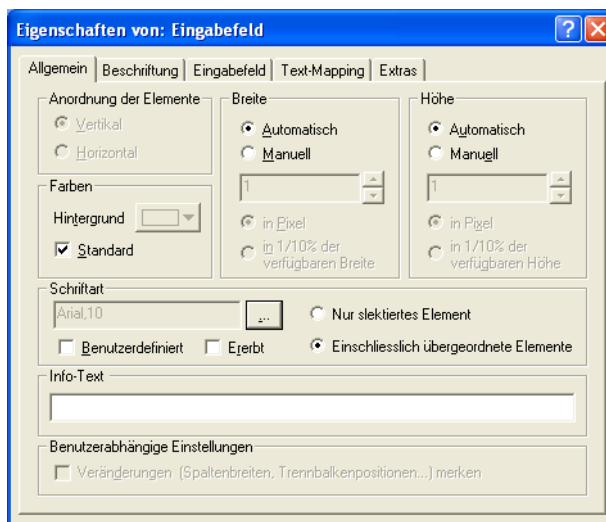 Eigenschaften von: Eingabefeld
Allgemein Beschriftung Eingabefeld Text-Mapping Extras
Anordnung der Elemente
Vertikal
Horizontal
Farben
Hintergrund
Standard
Breite
Automatisch
Manuell
1
in Pixel
in 1/10% der
verfügbaren Breite
Höhe
Automatisch
Manuell
1
in Pixel
in 1/10% der
verfügbaren Höhe
Schriftart
Arial,10
...
Nur slektiertes Element
Benutzerdefiniert
Ererbt
Einschliesslich übergeordnete Elemente
Info-Text
Benutzerabhängige Einstellungen
Veränderungen (Spaltenbreiten, Trennbalkenpositionen...) merken